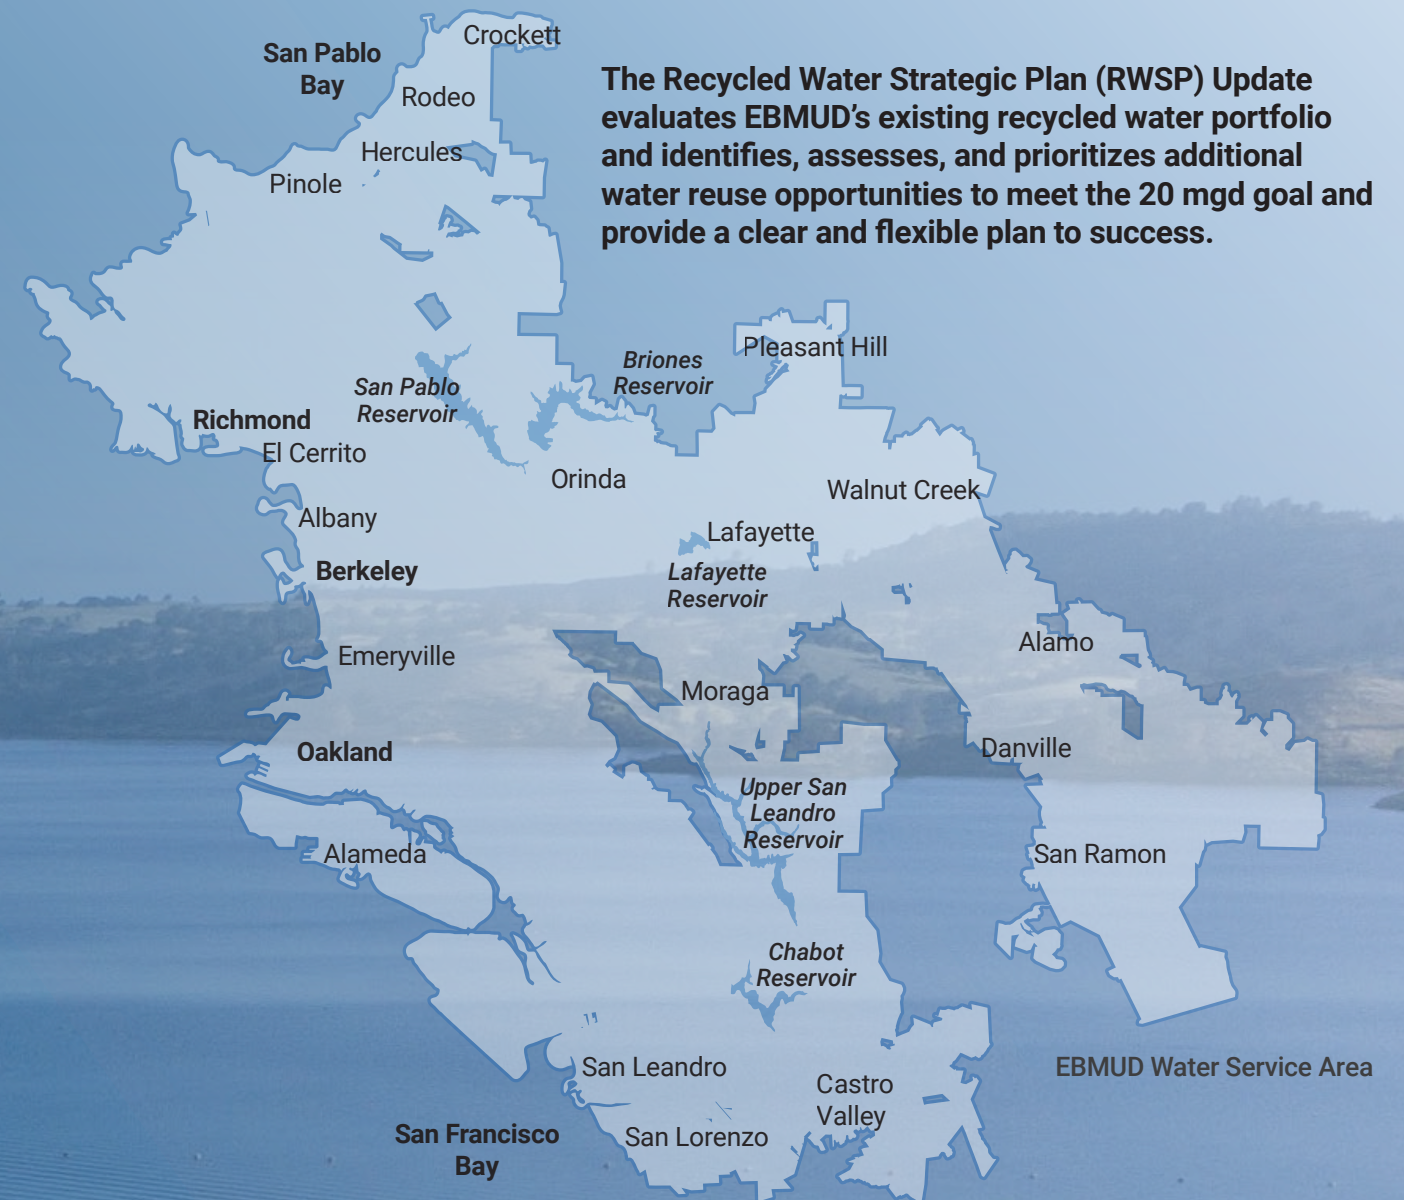 Crockett
San Pablo
Bay
The Recycled Water Strategic Plan (RWSP) Update
evaluates EBMUD’s existing recycled water portfolio
and identifies, assesses, and prioritizes additional
water reuse opportunities to meet the 20 mgd goal and
provide a clear and flexible plan to success.
Rodeo
Hercules
Pinole
Pleasant Hill
Briones
Reservoir
San Pablo
Reservoir
Richmond
El Cerrito
Orinda
Walnut Creek
Albany
Lafayette
Berkeley
Lafayette
Reservoir
Alamo
Emeryville
Moraga
Oakland
Danville
Upper San
Leandro
Reservoir
Alameda
San Ramon
Chabot
Reservoir
San Leandro
EBMUD Water Service Area
Castro
Valley
San Francisco
Bay
San Lorenzo